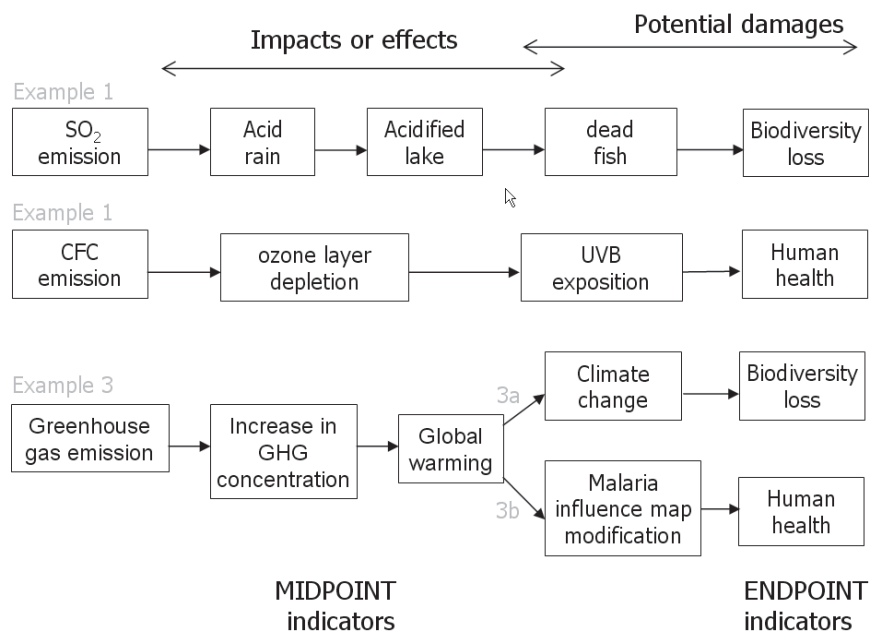 Impacts or effects
Potential damages
Example 1
SO₂
emission
Acid
rain
Acidified
lake
dead
fish
Biodiversity
loss
Example 1
CFC
emission
ozone layer
depletion
UVB
exposition
Human
health
Example 3
Greenhouse
gas emission
Increase in
GHG
concentration
Global
warming
3a
Climate
change
Biodiversity
loss
3b
Malaria
influence map
modification
Human
health
MIDPOINT
indicators
ENDPOINT
indicators